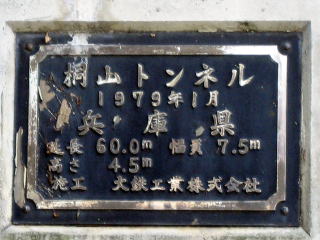 桐山トンネル
1979年1月
兵庫県
延長 60.0m 幅員 7.5m
高さ 4.5m
施工 大鉄工業株式会社